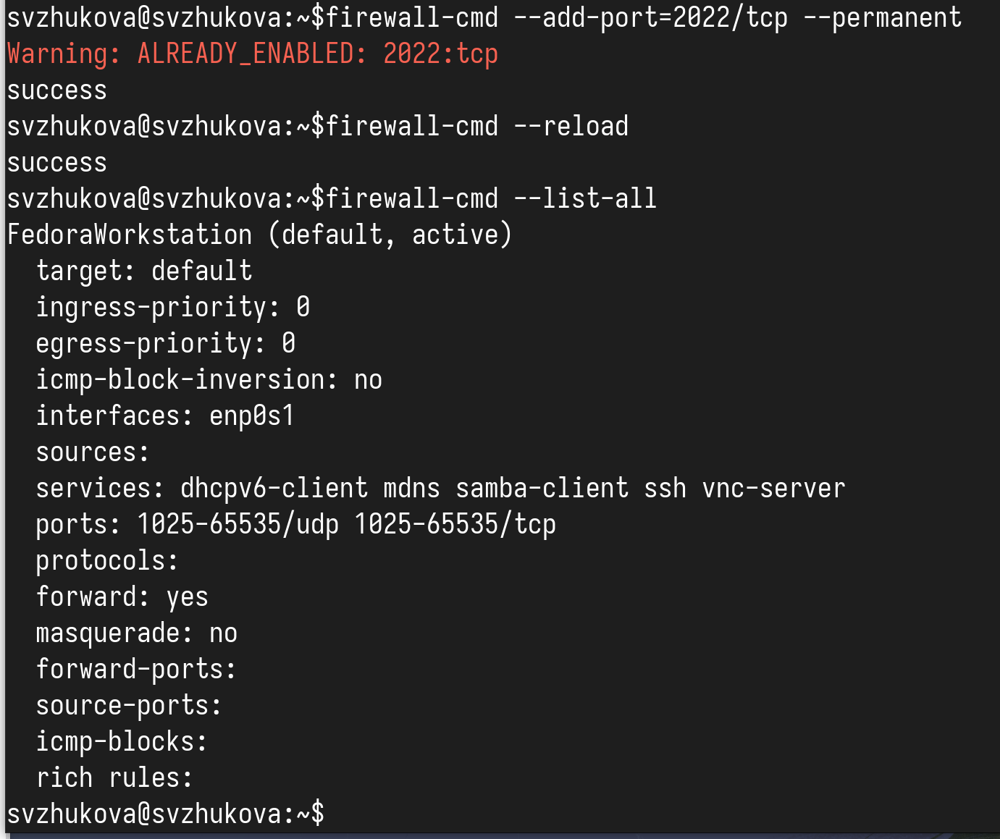 svzhukova@svzhukova:~$firewall-cmd --add-port=2022/tcp --permanent
Warning: ALREADY_ENABLED: 2022:tcp
success
svzhukova@svzhukova:~$firewall-cmd --reload
success
svzhukova@svzhukova:~$firewall-cmd --list-all
FedoraWorkstation (default, active)
  target: default
  ingress-priority: 0
  egress-priority: 0
  icmp-block-inversion: no
  interfaces: enp0s1
  sources:
  services: dhcpv6-client mdns samba-client ssh vnc-server
  ports: 1025-65535/udp 1025-65535/tcp
  protocols:
  forward: yes
  masquerade: no
  forward-ports:
  source-ports:
  icmp-blocks:
  rich rules:
svzhukova@svzhukova:~$